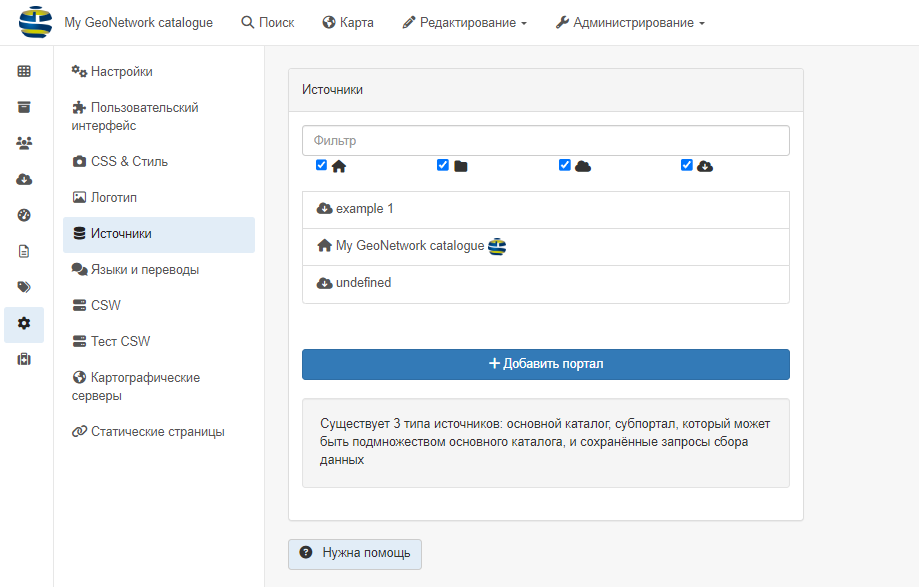 My GeoNetwork catalogue Поиск Карта Редактирование Администрирование
Настройки
Пользовательский
интерфейс
CSS & Стиль
Логотип
Источники
Языки и переводы
CSW
Тест CSW
Картографические
серверы
Статические страницы
Источники
Фильтр
example 1
My GeoNetwork catalogue
undefined
Добавить портал
Существует 3 типа источников: основной каталог, субпортал, который может
быть подмножеством основного каталога, и сохранённые запросы сбора
данных
Нужна помощь